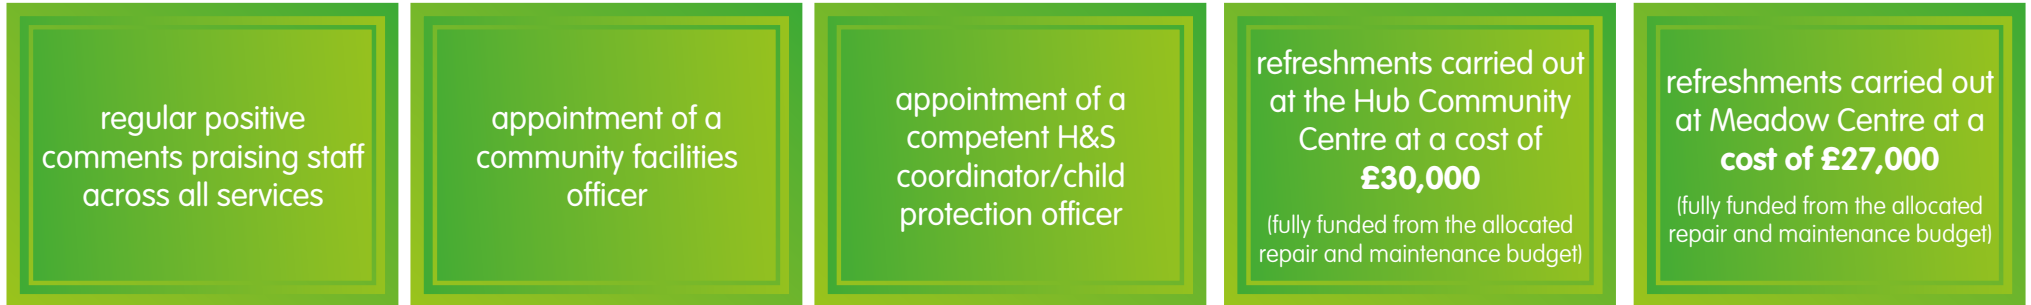 regular positive
comments praising staff
across all services
appointment of a
community facilities
officer
appointment of a
competent H&S
coordinator/child
protection officer
refreshments carried out
at the Hub Community
Centre at a cost of
£30,000
(fully funded from the allocated
repair and maintenance budget)
refreshments carried out
at Meadow Centre at a
cost of £27,000
(fully funded from the allocated
repair and maintenance budget)